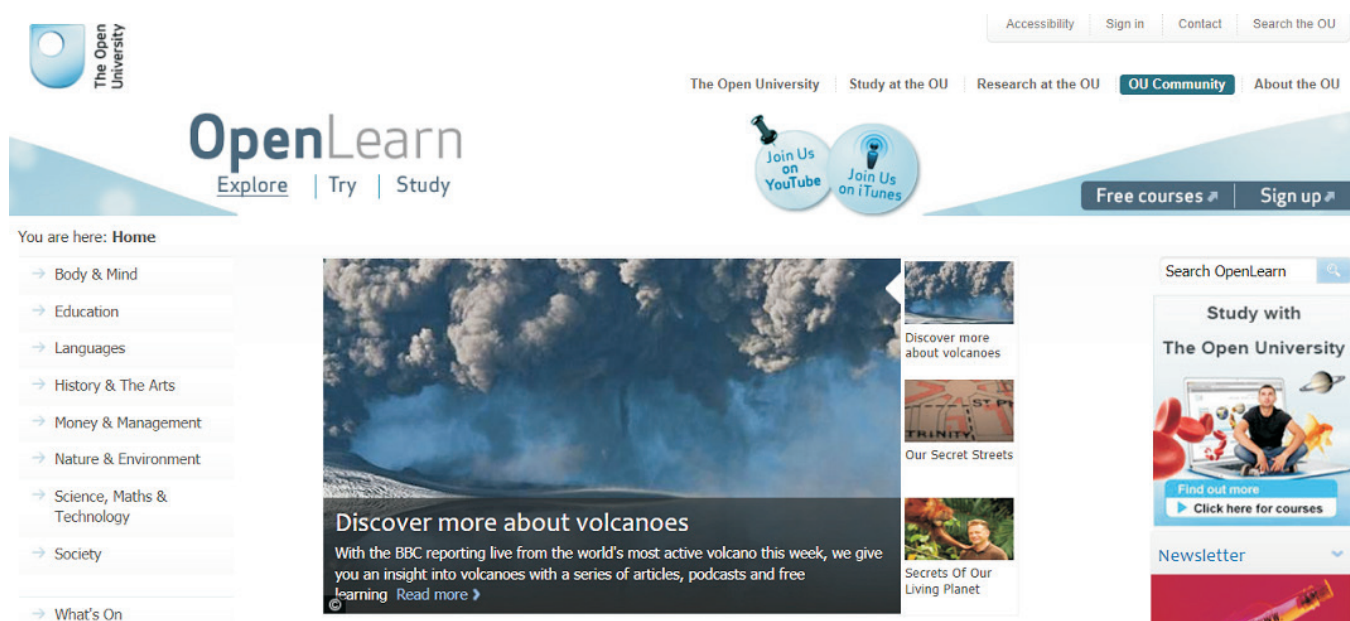 The Open
University
Accessibility
Sign in
Contact
Search the OU
The Open University
Study at the OU
Research at the OU
OU Community
About the OU
OpenLearn
Explore
Try
Study
Join Us
on
YouTube
Join Us
on iTunes
Free courses
Sign up
You are here: Home
Body & Mind
Education
Languages
History & The Arts
Money & Management
Nature & Environment
Science, Maths &
Technology
Society
What's On
Discover more about volcanoes
With the BBC reporting live from the world's most active volcano this week, we give
you an insight into volcanoes with a series of articles, podcasts and free
learning Read more
©
Discover more
about volcanoes
ST P
TRINITY
Our Secret Streets
Secrets Of Our
Living Planet
Search OpenLearn
Study with
The Open University
Find out more
Click here for courses
Newsletter